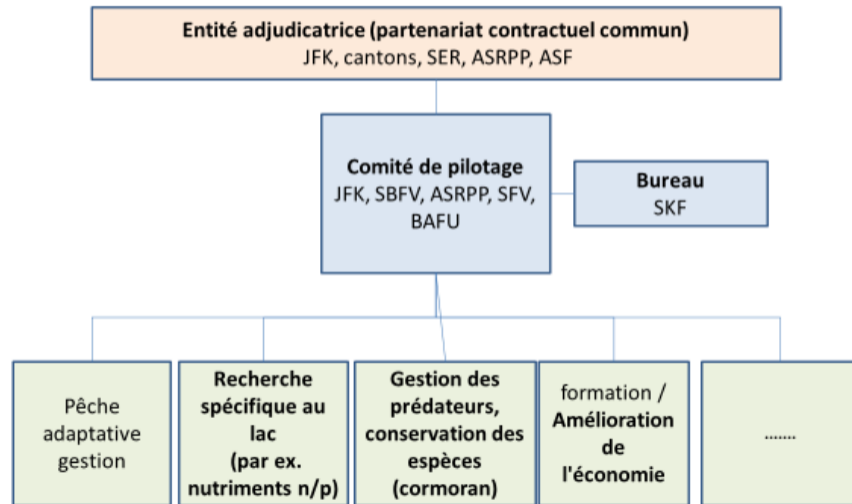 Entité adjudicatrice (partenariat contractuel commun)
JFK, cantons, SER, ASRPP, ASF
Comité de pilotage
JFK, SBFV, ASRPP, SFV,
BAFU
Bureau
SKF
Pêche
adaptative
gestion
Recherche
spécifique au
lac
(par ex.
nutriments n/p)
Gestion des
prédateurs,
conservation des
espèces
(cormoran)
formation /
Amélioration
de
l'économie
.......